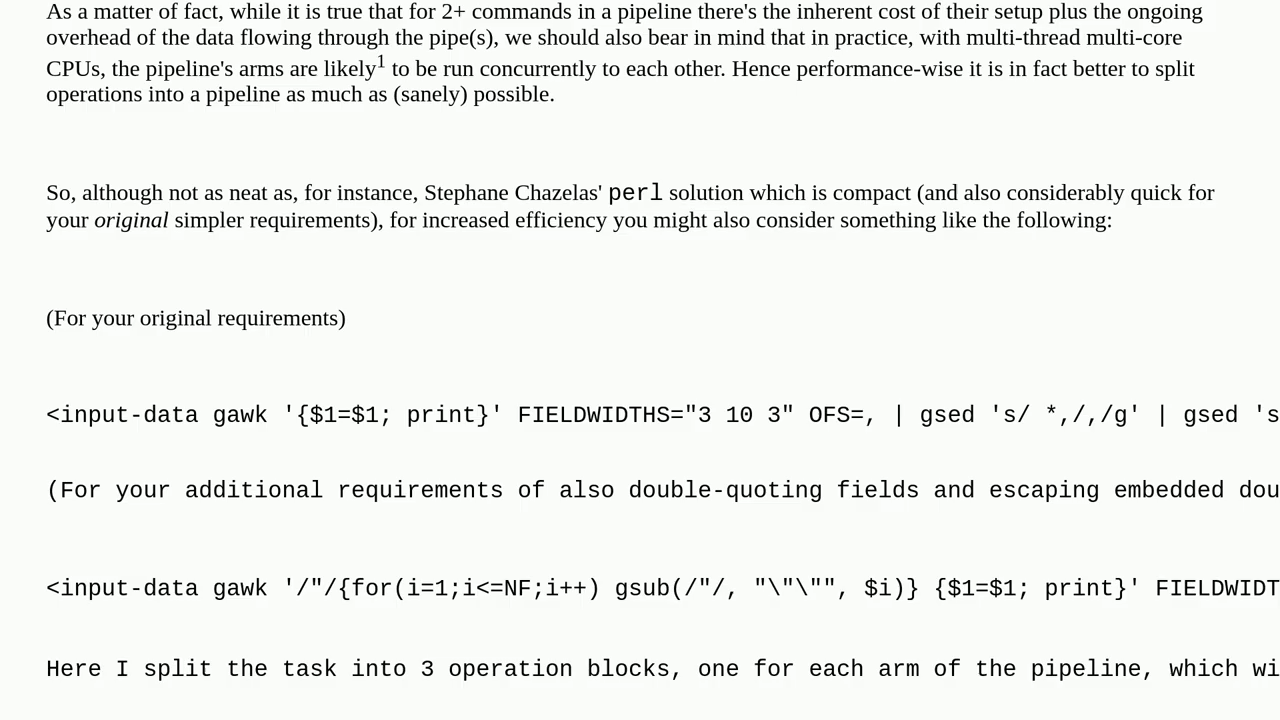 As a matter of fact, while it is true that for 2+ commands in a pipeline there's the inherent cost of their setup plus the ongoing
overhead of the data flowing through the pipe(s), we should also bear in mind that in practice, with multi-thread multi-core
CPUs, the pipeline's arms are likely1 to be run concurrently to each other. Hence performance-wise it is in fact better to split
operations into a pipeline as much as (sanely) possible.
So, although not as neat as, for instance, Stephane Chazelas' perl solution which is compact (and also considerably quick for
your original simpler requirements), for increased efficiency you might also consider something like the following:
(For your original requirements)
<input-data gawk '{$1=$1; print}' FIELDWIDTHS="3 10 3" OFS=, | gsed 's/ *,/,/g' | gsed 's
(For your additional requirements of also double-quoting fields and escaping embedded dou
<input-data gawk '/"/{for(i=1;i<=NF;i++) gsub(/"/, "\"\"", $i)} {$1=$1; print}' FIELDWIDT
Here I split the task into 3 operation blocks, one for each arm of the pipeline, which wi